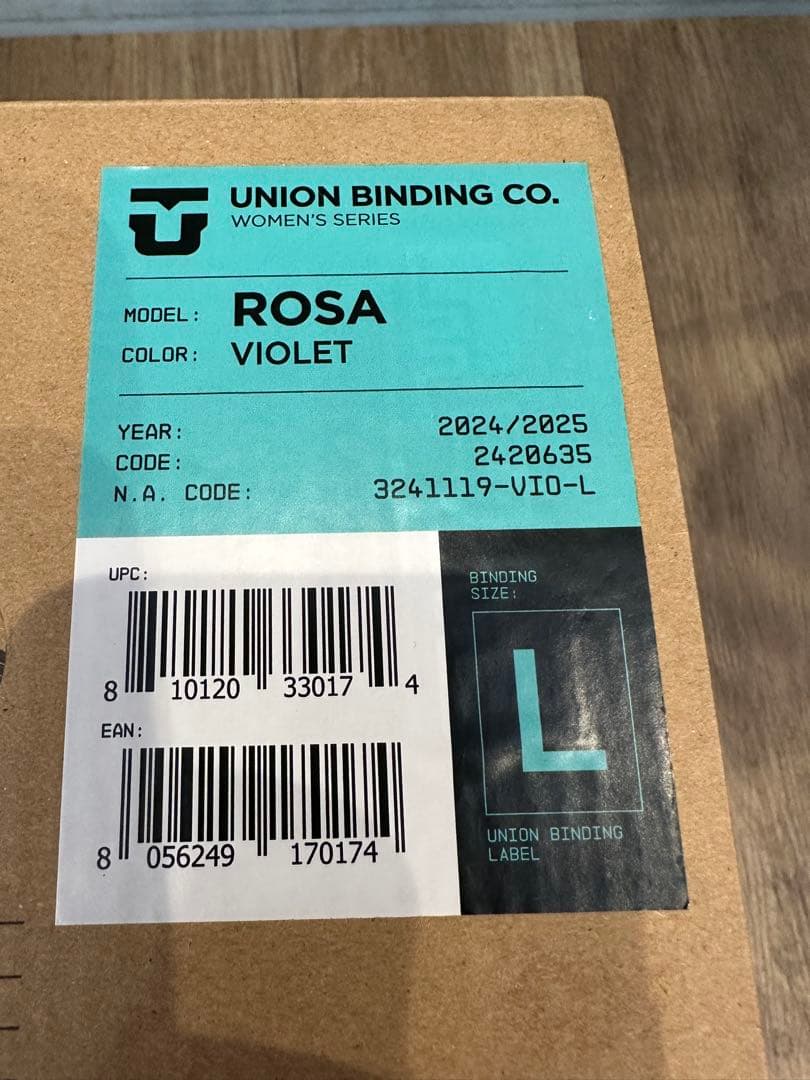 UNION BINDING CO.
WOMEN'S SERIES
MODEL: ROSA
COLOR: VIOLET
YEAR: 2024/2025
CODE: 2420635
N.A. CODE: 3241119-VIO-L
UPC:
8 10120 33017 4
EAN:
8 056249 170174
BINDING
SIZE:
L
UNION BINDING
LABEL